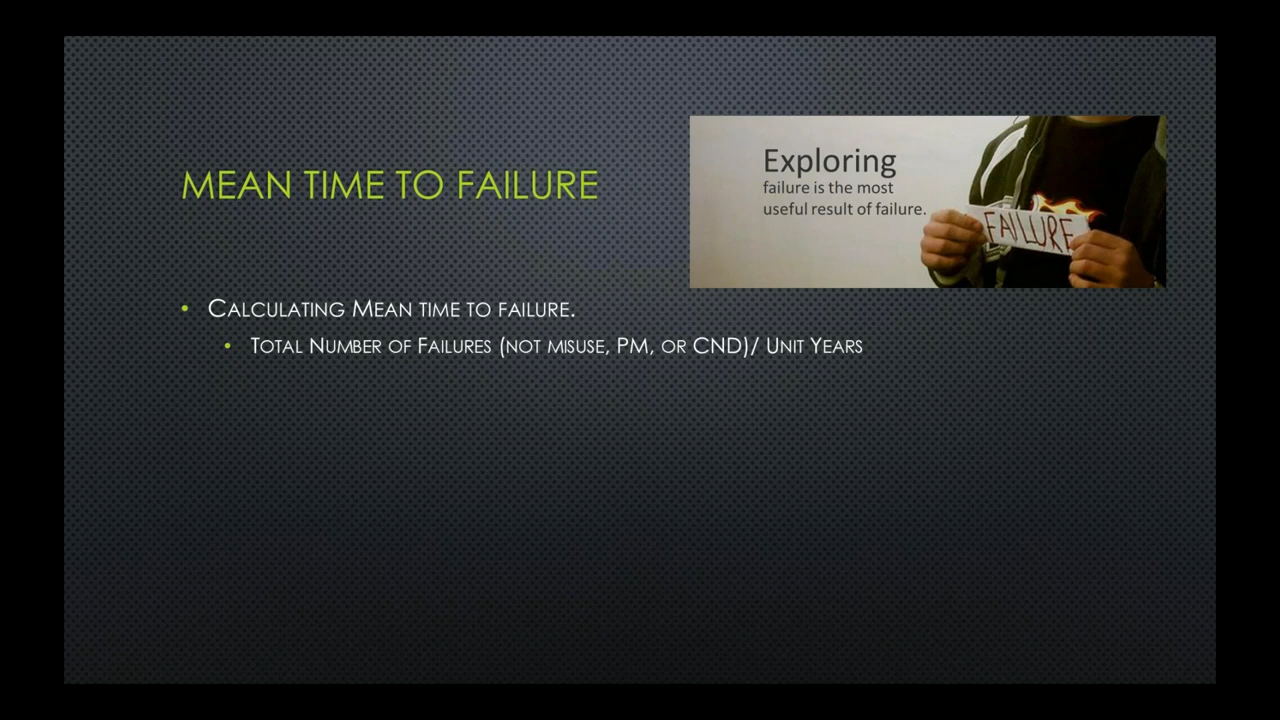 MEAN TIME TO FAILURE
Exploring
failure is the most
useful result of failure.
FAILURE
• CALCULATING MEAN TIME TO FAILURE.
• TOTAL NUMBER OF FAILURES (NOT MISUSE, PM, OR CND)/ UNIT YEARS